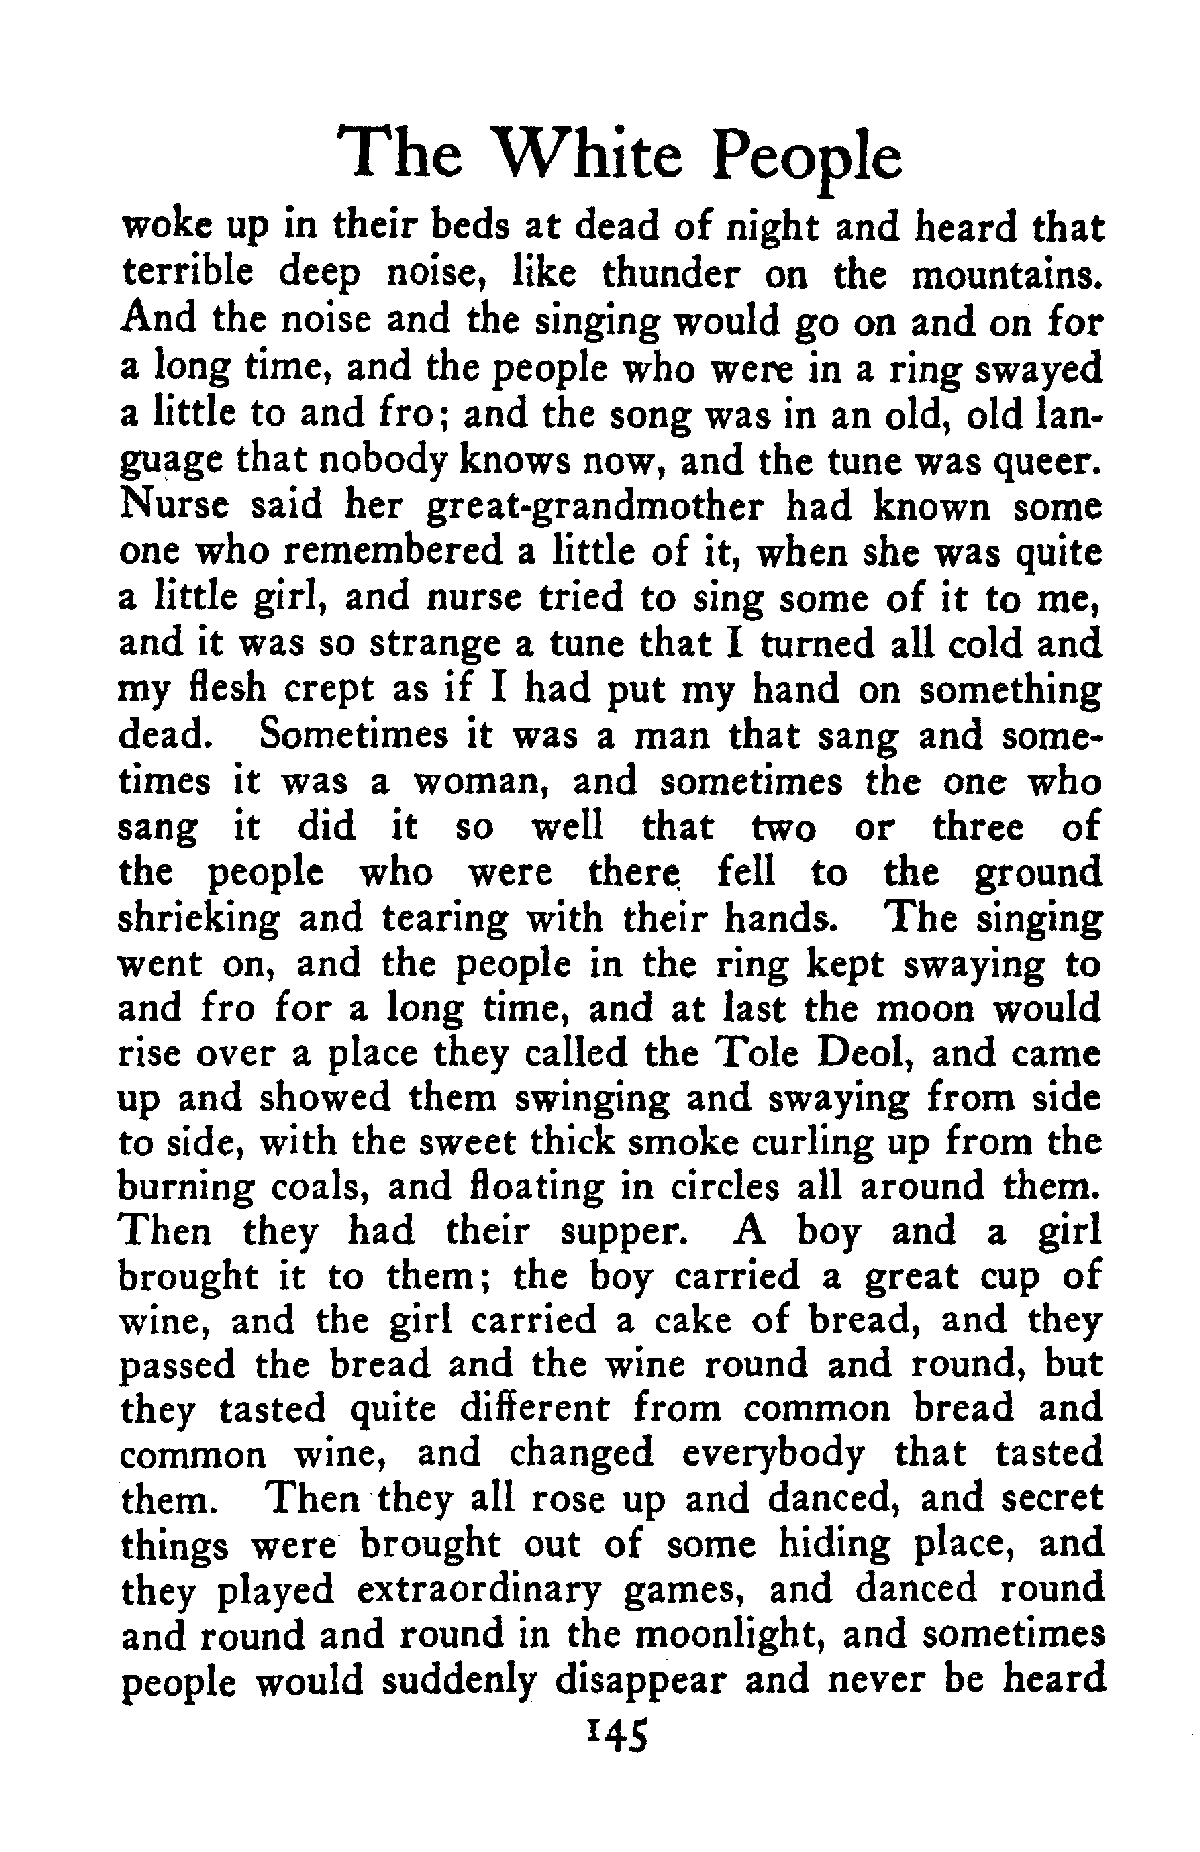 The White People
woke up in their beds at dead of night and heard that
terrible deep noise, like thunder on the mountains.
And the noise and the singing would go on and on for
a long time, and the people who were in a ring swayed
a little to and fro; and the song was in an old, old lan-
guage that nobody knows now, and the tune was queer.
Nurse said her great-grandmother had known some
one who remembered a little of it, when she was quite
a little girl, and nurse tried to sing some of it to me,
and it was so strange a tune that I turned all cold and
my flesh crept as if I had put my hand on something
dead. Sometimes it was a man that sang and some-
times it was a woman, and sometimes the one who
sang it did it so well that two or three of
the people who were there fell to the ground
shrieking and tearing with their hands. The singing
went on, and the people in the ring kept swaying to
and fro for a long time, and at last the moon would
rise over a place they called the Tole Deol, and came
up and showed them swinging and swaying from side
to side, with the sweet thick smoke curling up from the
burning coals, and floating in circles all around them.
Then they had their supper. A boy and a girl
brought it to them; the boy carried a great cup of
wine, and the girl carried a cake of bread, and they
passed the bread and the wine round and round, but
they tasted quite different from common bread and
common wine, and changed everybody that tasted
them. Then they all rose up and danced, and secret
things were brought out of some hiding place, and
they played extraordinary games, and danced round
and round and round in the moonlight, and sometimes
people would suddenly disappear and never be heard
145